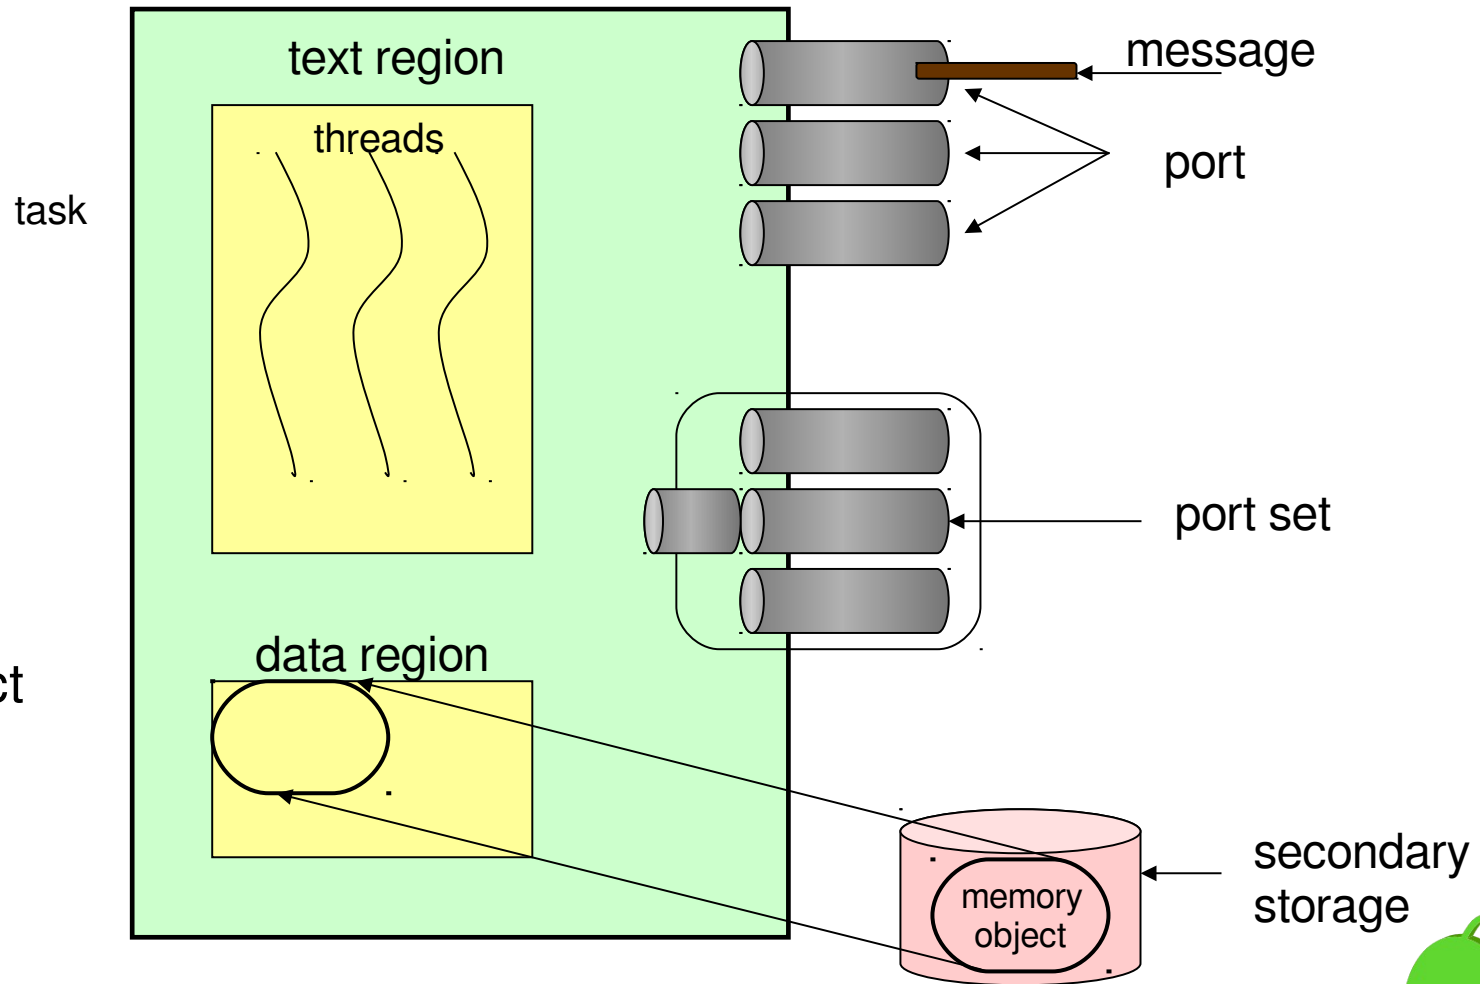 text region
message
threads
port
task
port set
data region
ct
secondary
storage
memory
object